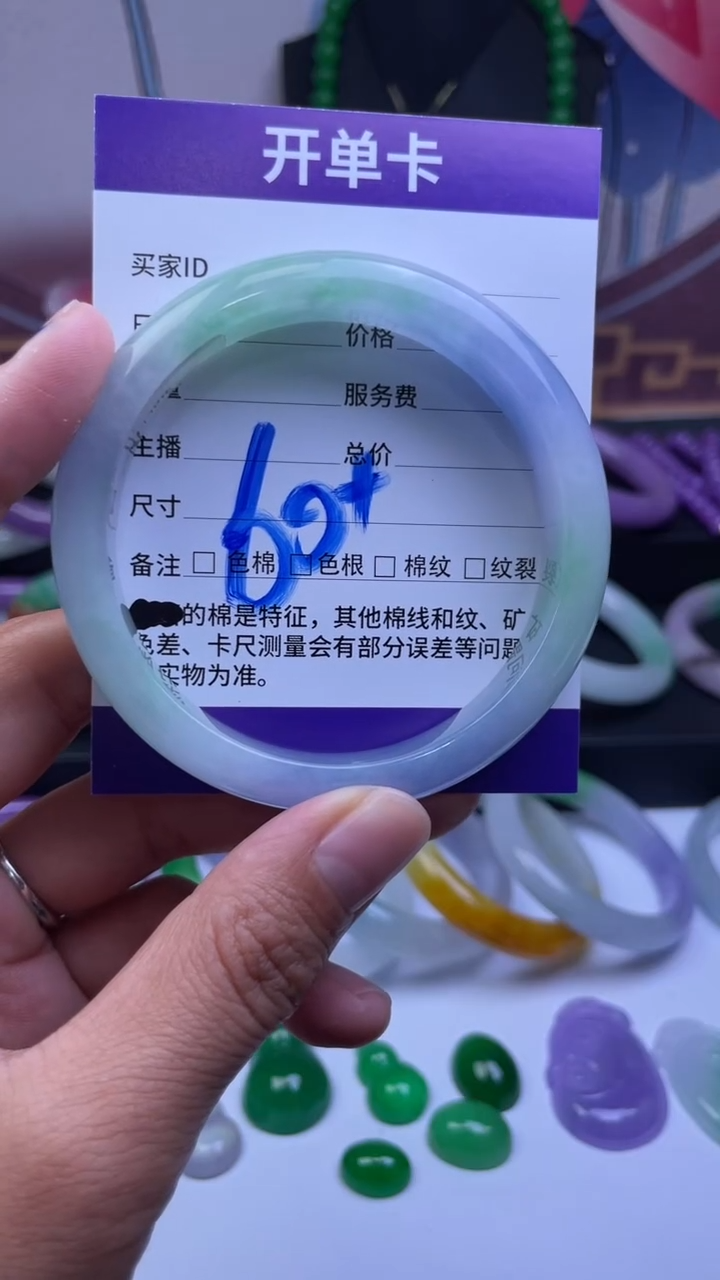 开单卡
买家ID
价格
服务费
主播 总价
尺寸
60+
备注 □ 色棉 □色根 □ 棉纹 □纹裂
的棉是特征，其他棉线和纹、矿
色差、卡尺测量会有部分误差等问题
实物为准。